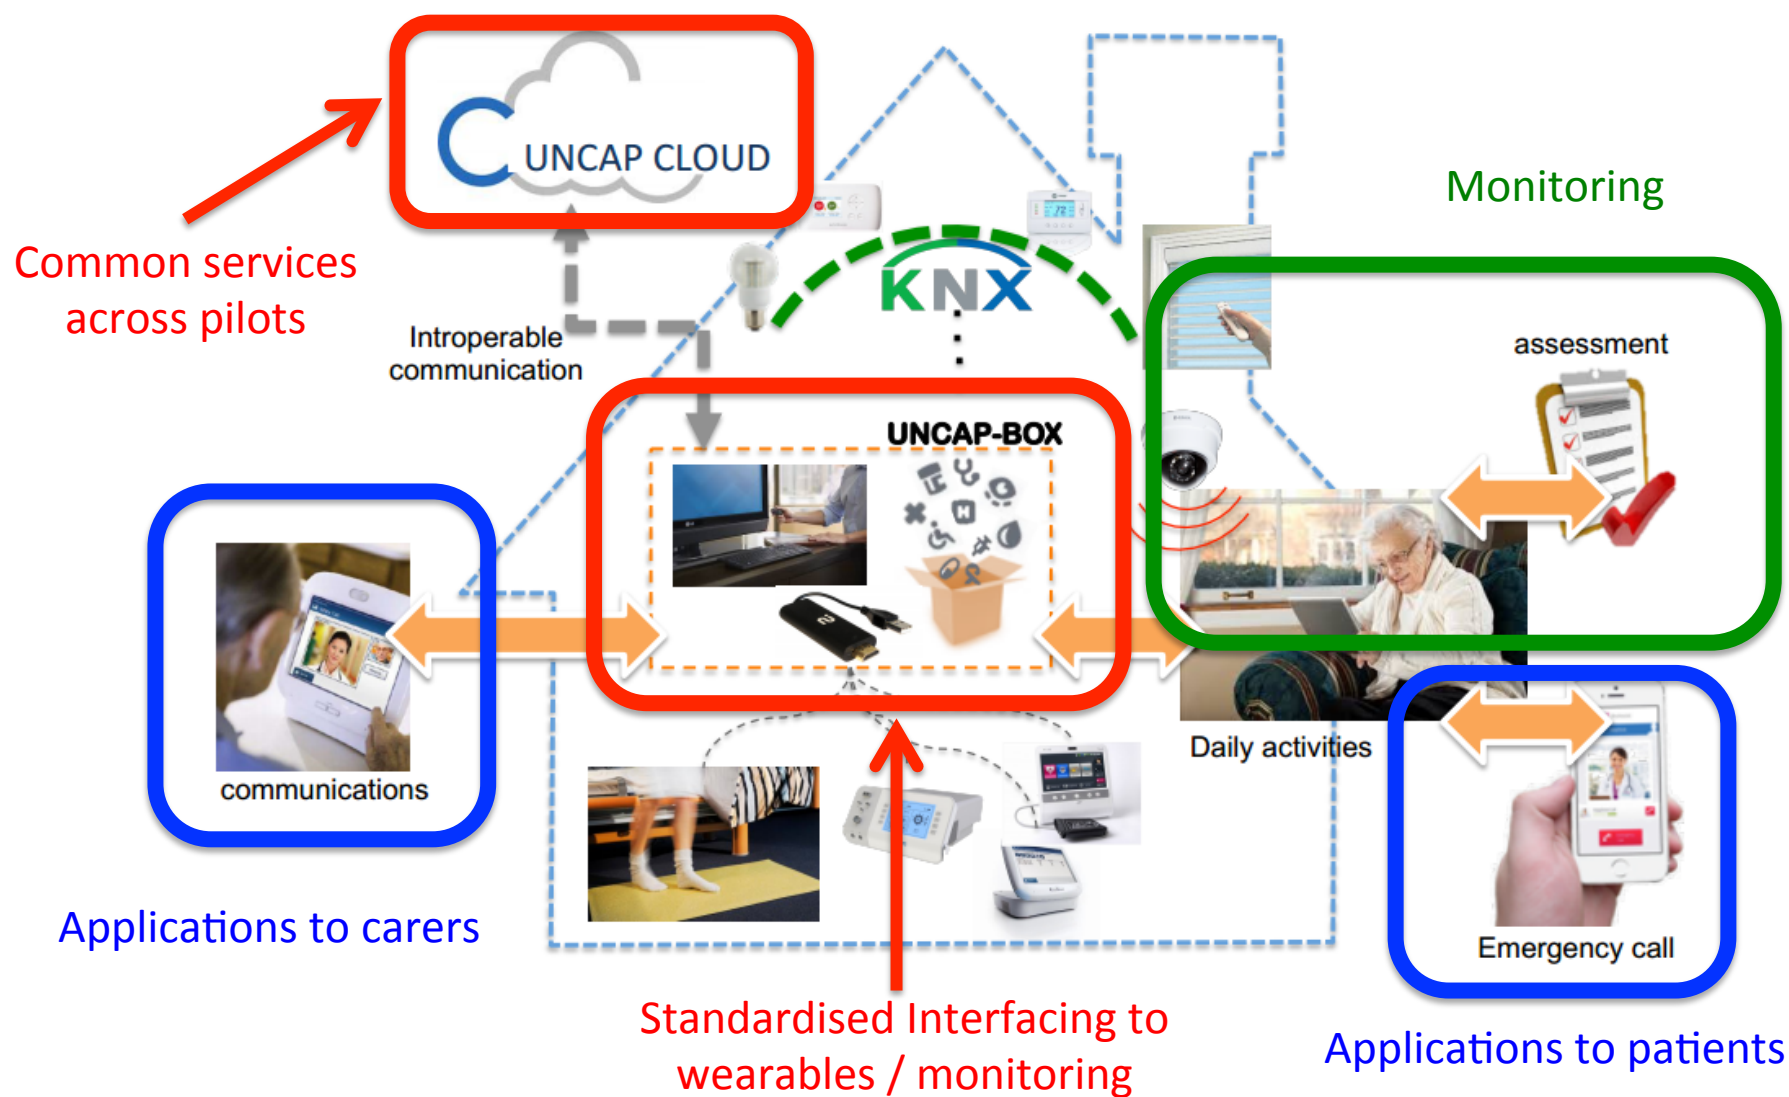 UNCAP CLOUD
Monitoring
Common services
across pilots
KNX
Introperable
communication
assessment
UNCAP-BOX
communications
Daily activities
Applications to carers
Emergency call
Standardised Interfacing to
wearables / monitoring
Applications to patients